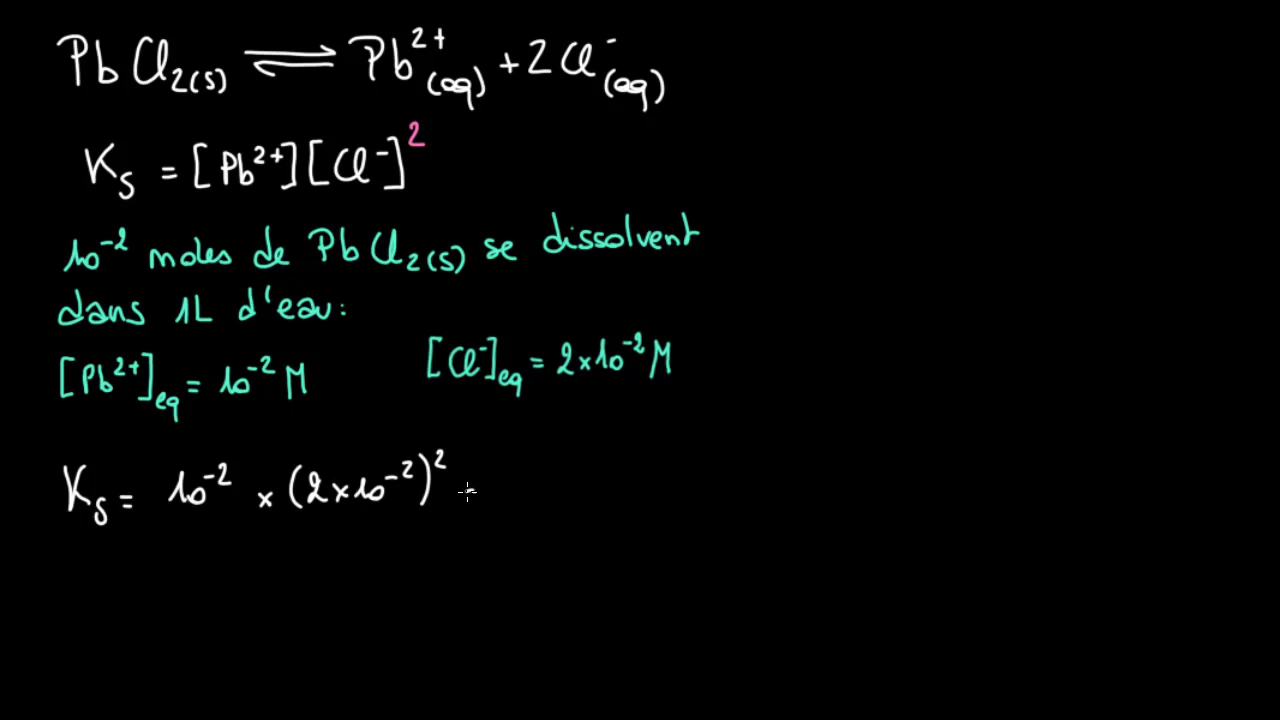 PbCl₂(s) ⇌ Pb²⁺(aq) + 2Cl⁻(aq)
Ks = [Pb²⁺][Cl⁻]²
10⁻² moles de PbCl₂(s) se dissolvent
dans 1L d'eau:
[Pb²⁺]eq = 10⁻² M [Cl⁻]eq = 2×10⁻² M
Ks = 10⁻² × (2×10⁻²)²